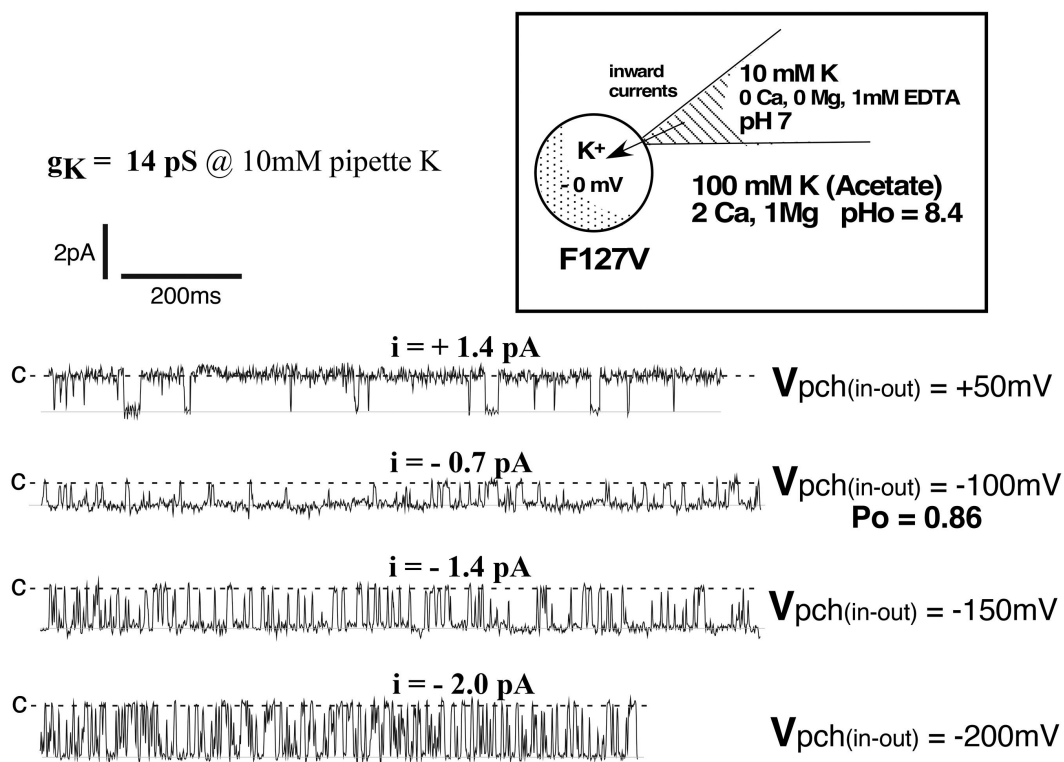 inward
currents
10 mM K
0 Ca, 0 Mg, 1mM EDTA
pH 7
K+
- 0 mV
100 mM K (Acetate)
2 Ca, 1Mg pHo = 8.4
F127V
gK = 14 pS @ 10mM pipette K
2pA
200ms
i = + 1.4 pA
C
Vpch(in-out) = +50mV
i = - 0.7 pA
C
Vpch(in-out) = -100mV
Po = 0.86
i = - 1.4 pA
C
Vpch(in-out) = -150mV
i = - 2.0 pA
C
Vpch(in-out) = -200mV